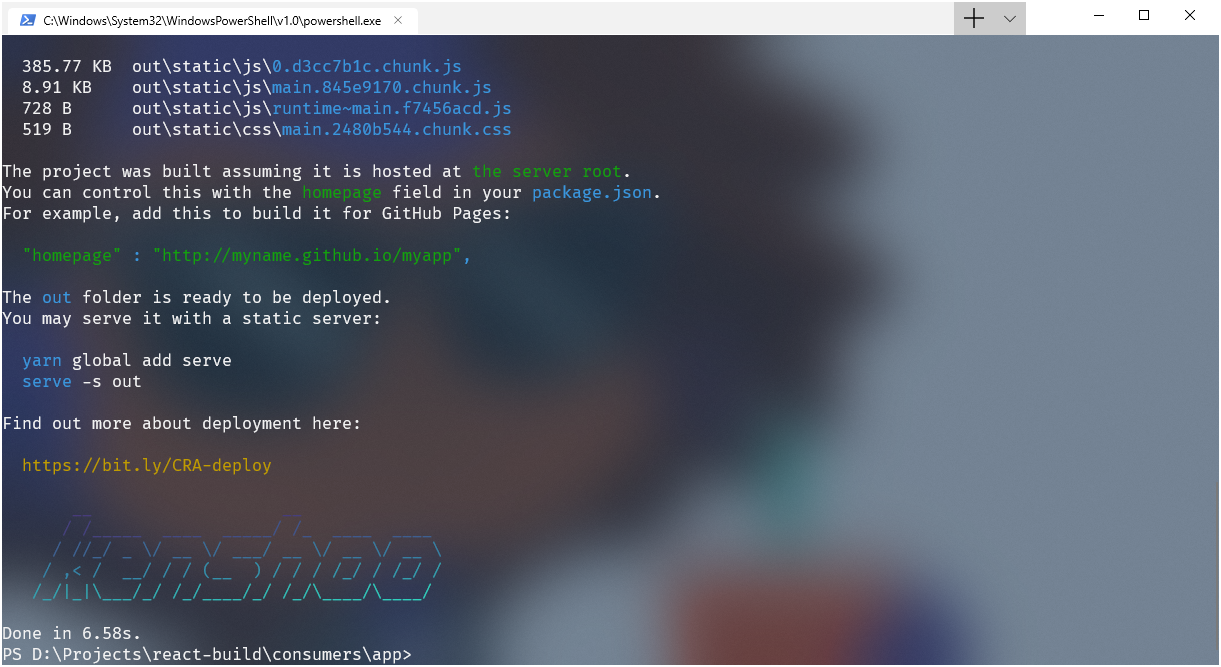 C:\Windows\System32\WindowsPowerShell\v1.0\powershell.exe
385.77 KB  out\static\js\0.d3cc7b1c.chunk.js
8.91 KB    out\static\js\main.845e9170.chunk.js
728 B      out\static\js\runtime~main.f7456acd.js
519 B      out\static\css\main.2480b544.chunk.css
The project was built assuming it is hosted at the server root.
You can control this with the homepage field in your package.json.
For example, add this to build it for GitHub Pages:
"homepage" : "http://myname.github.io/myapp",
The out folder is ready to be deployed.
You may serve it with a static server:
yarn global add serve
serve -s out
Find out more about deployment here:
https://bit.ly/CRA-deploy
kenshoo
Done in 6.58s.
PS D:\Projects\react-build\consumers\app>